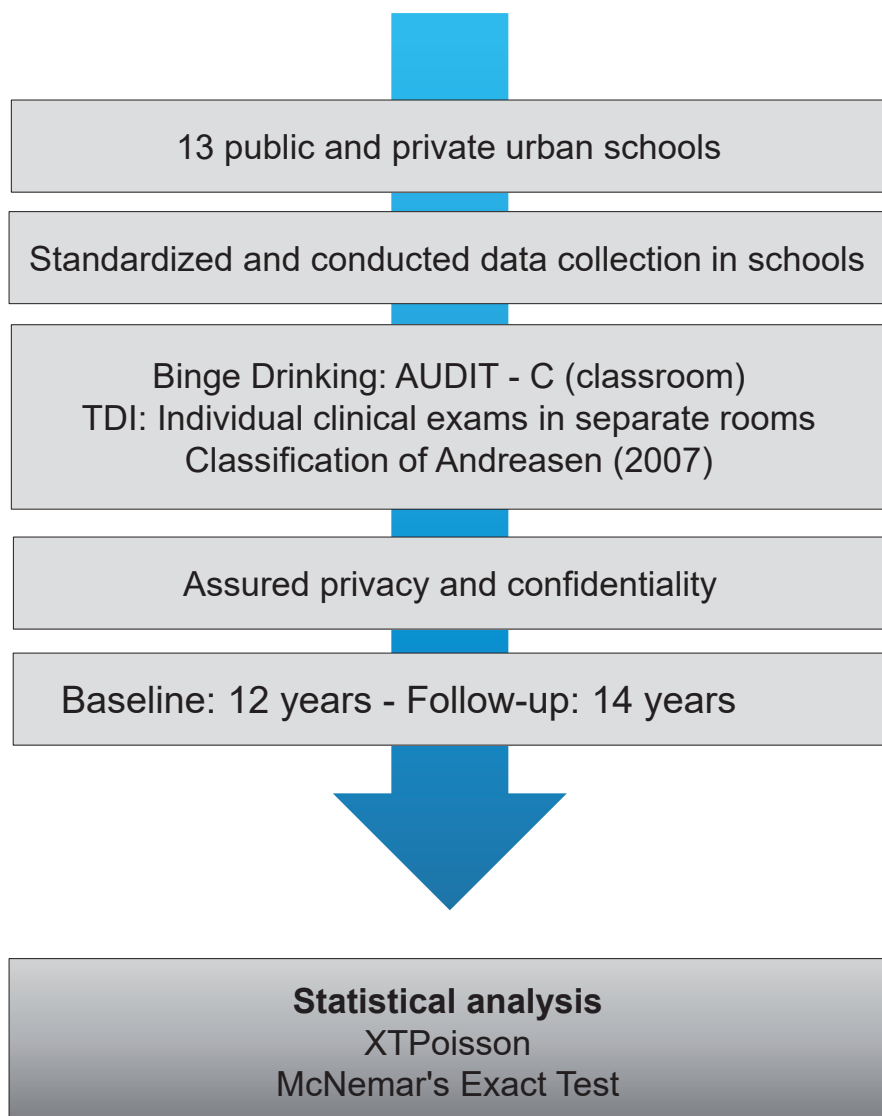 13 public and private urban schools
Standardized and conducted data collection in schools
Binge Drinking: AUDIT - C (classroom)
TDI: Individual clinical exams in separate rooms
Classification of Andreasen (2007)
Assured privacy and confidentiality
Baseline: 12 years - Follow-up: 14 years
Statistical analysis
XTPoisson
McNemar's Exact Test